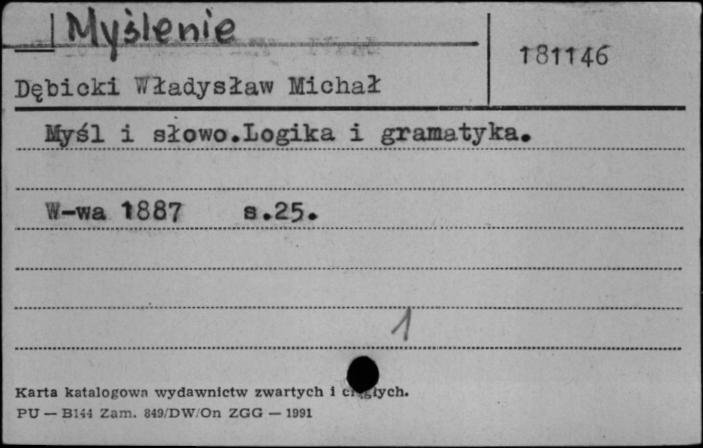 Myślenie
181146
Dębicki Władysław Michał
Myśl i słowo.Logika i gramatyka.
W-wa 1887 s.25.
1
Karta katalogowa wydawnictw zwartych i ciągłych.
PU — B144 Zam. 849/DW/On ZGG — 1991